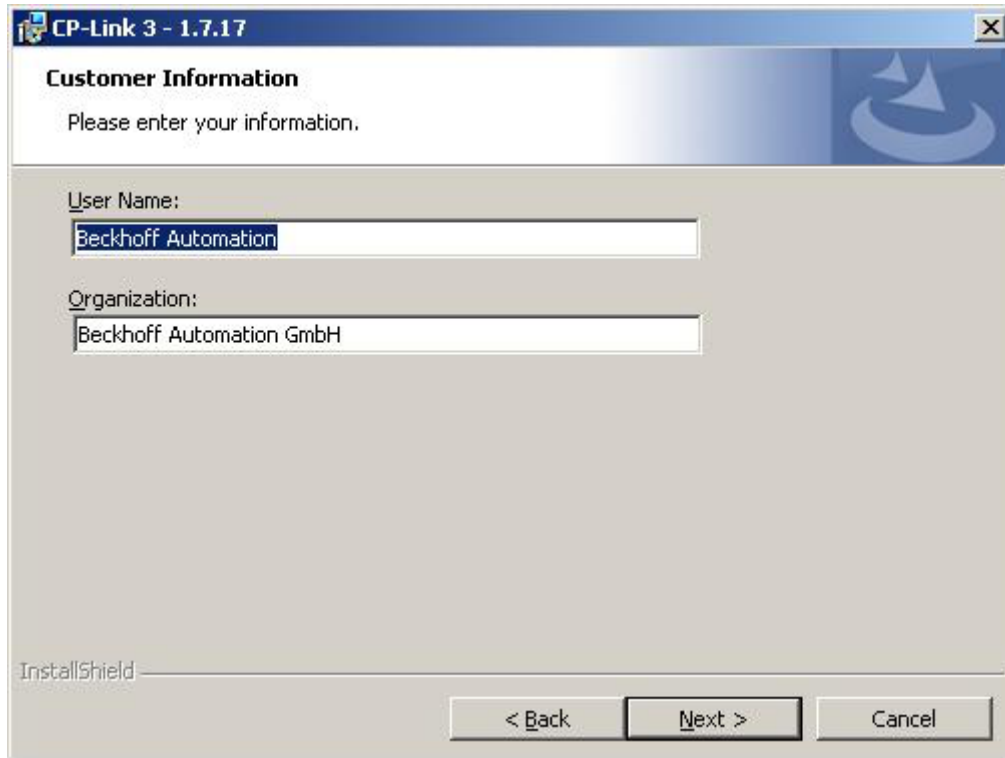 CP-Link 3 - 1.7.17
Customer Information
Please enter your information.
User Name:
Beckhoff Automation
Organization:
Beckhoff Automation GmbH
InstallShield
< Back Next > Cancel